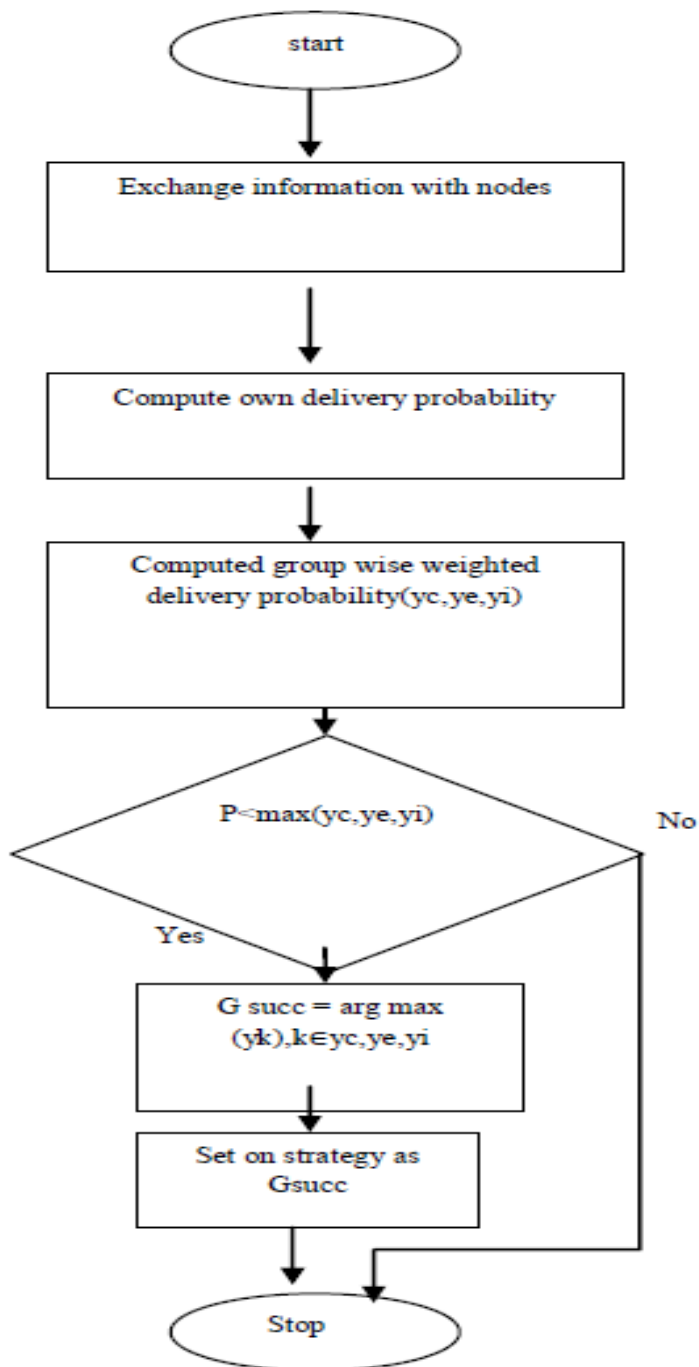 start
Exchange information with nodes
Compute own delivery probability
Computed group wise weighted
delivery probability(yc,ye,yi)
P<max(yc,ye,yi)
No
Yes
G succ = arg max
(yk),k∈yc,ye,yi
Set on strategy as
Gsucc
Stop